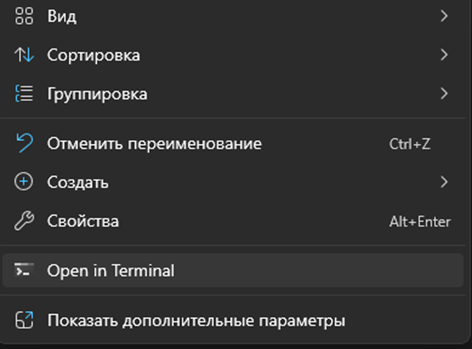 Вид
Сортировка
Группировка
Отменить переименование Ctrl+Z
Создать
Свойства Alt+Enter
Open in Terminal
Показать дополнительные параметры